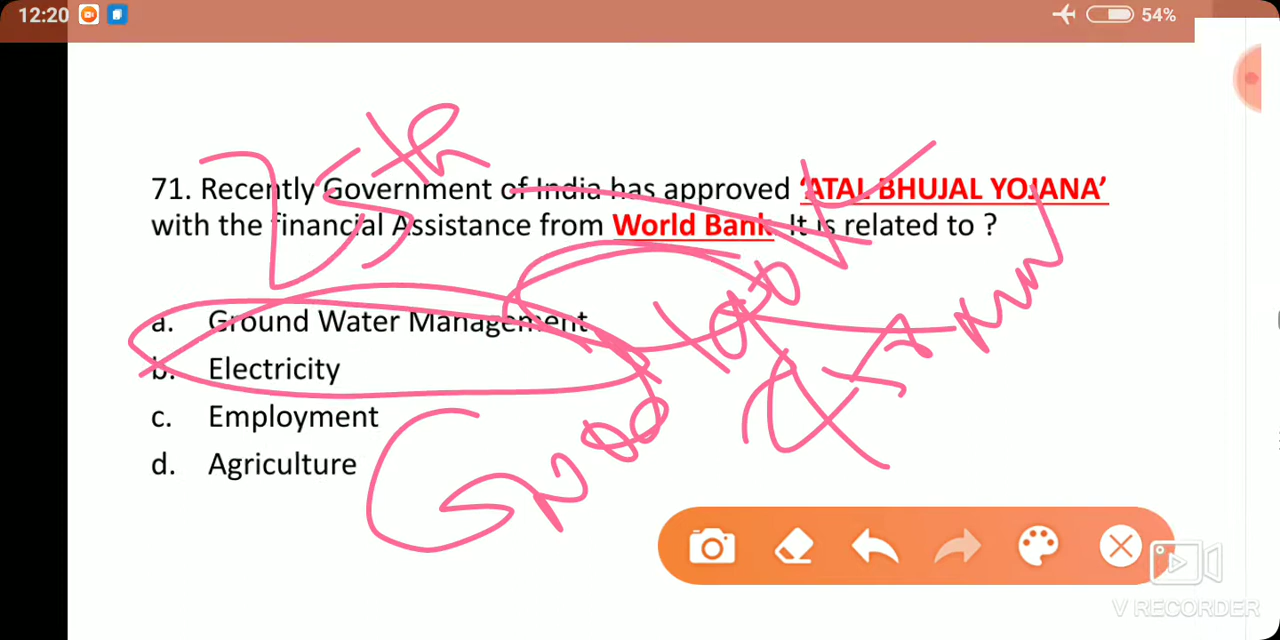 12:20 54%
71. Recently Government of India has approved ‘ATAL BHUJAL YOJANA’
with the financial Assistance from World Bank. It is related to ?
a. Ground Water Management
b. Electricity
c. Employment
d. Agriculture
V RECORDER